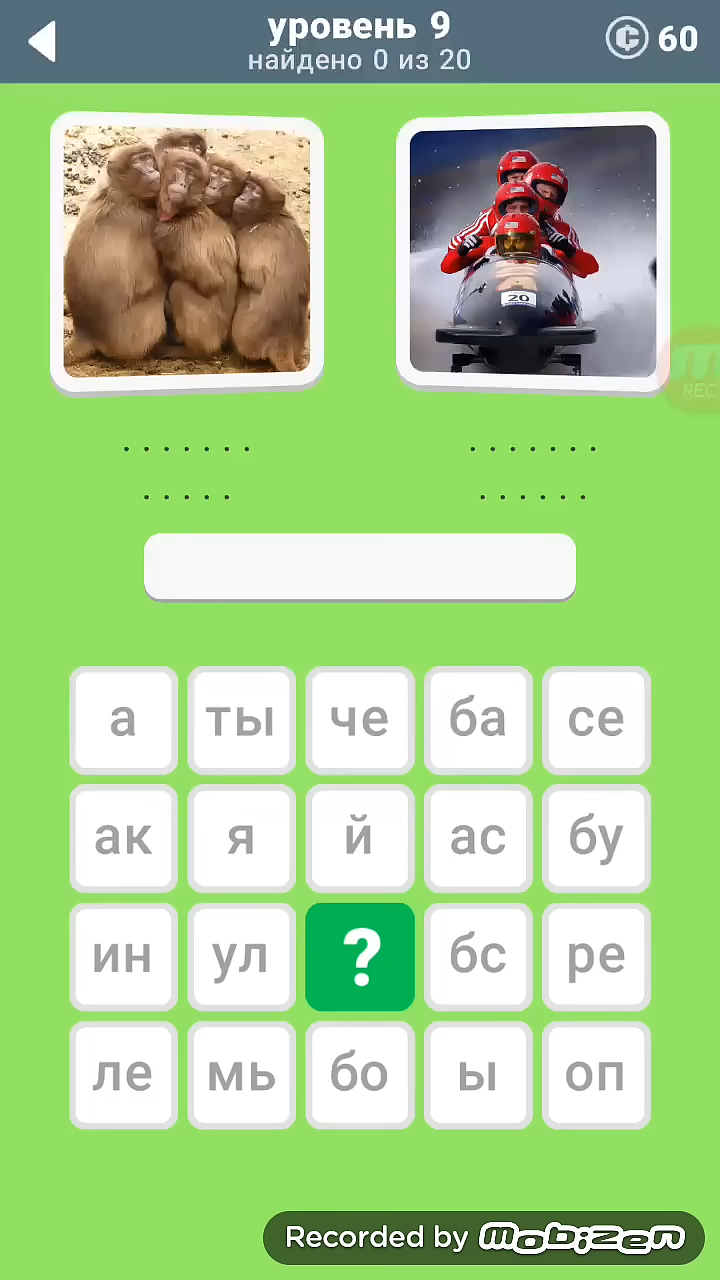 уровень 9
найдено 0 из 20
60
20
REC
а ты че ба се
ак я й ас бу
ин ул ? бс ре
ле мь бо ы оп
Recorded by mobizen